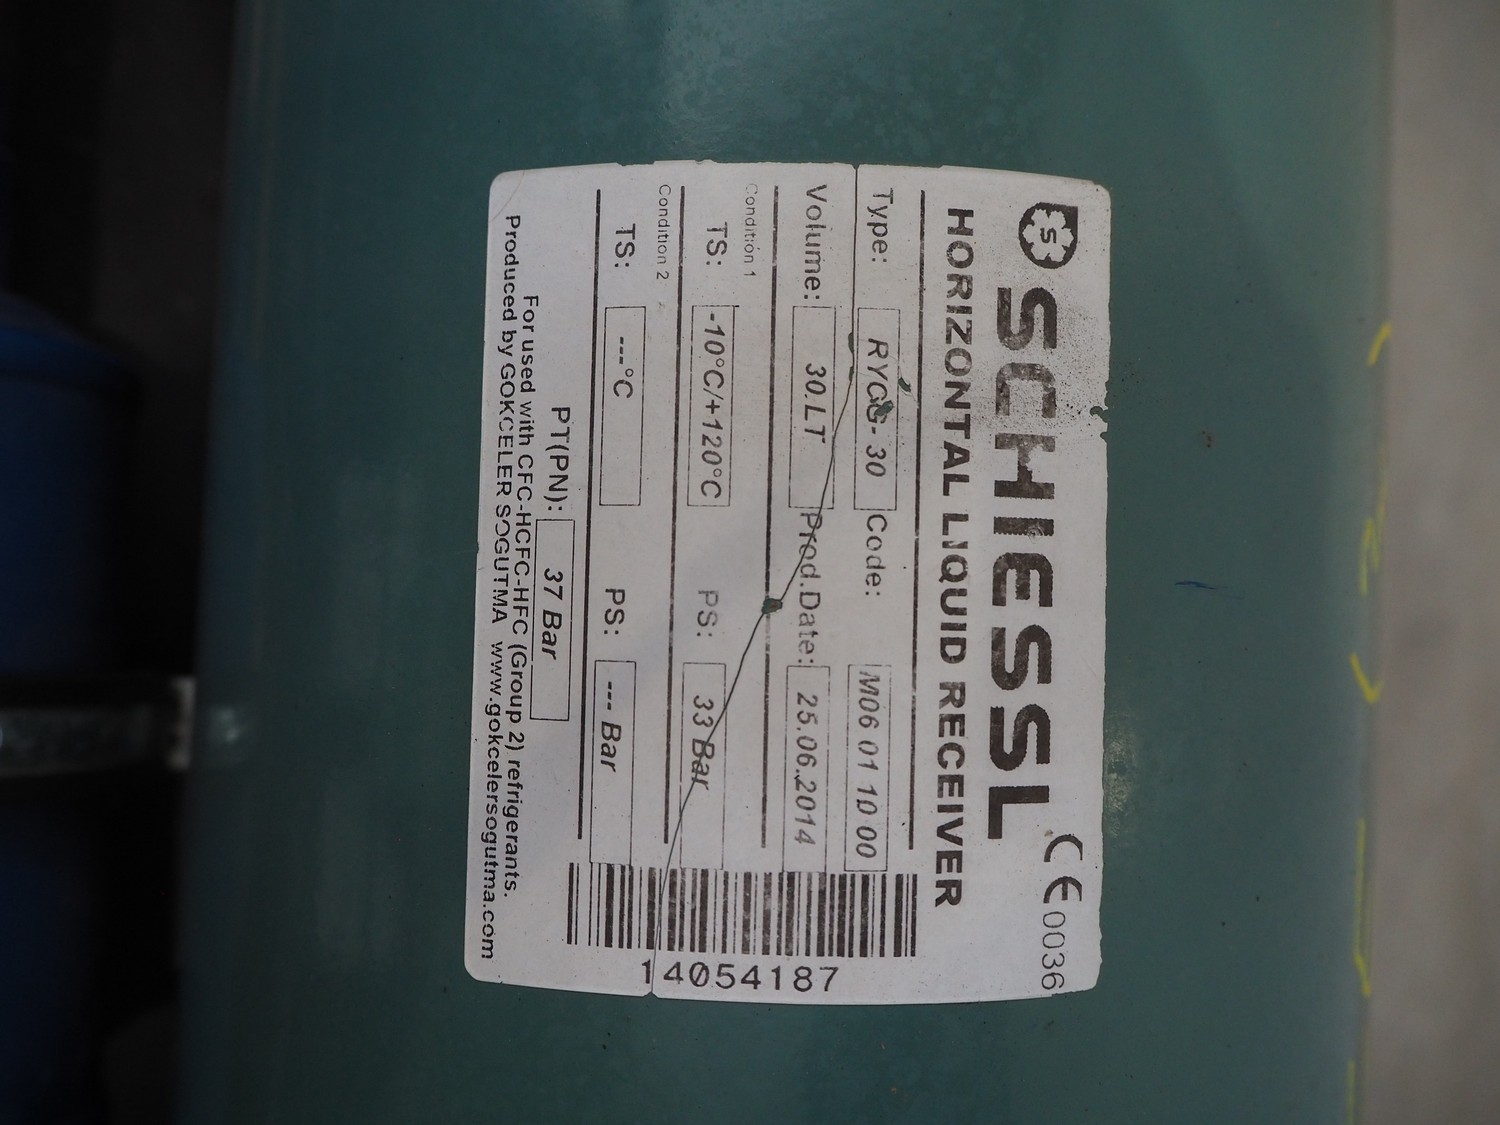 S SCHIESSL CE 0036
HORIZONTAL LIQUID RECEIVER
Type: RYGG- 30 Code: M06 01 10 00
Volume: 30.LT Prod.Date: 25.06.2014
Condition 1
TS: -10°C/+120°C PS: 33 Bar
Condition 2
TS: ---°C PS: --- Bar
PT(PN): 37 Bar
For used with CFC-HCFC-HFC (Group 2) refrigerants.
Produced by GOKCELER SOGUTMA www.gokcelersogutma.com
14054187